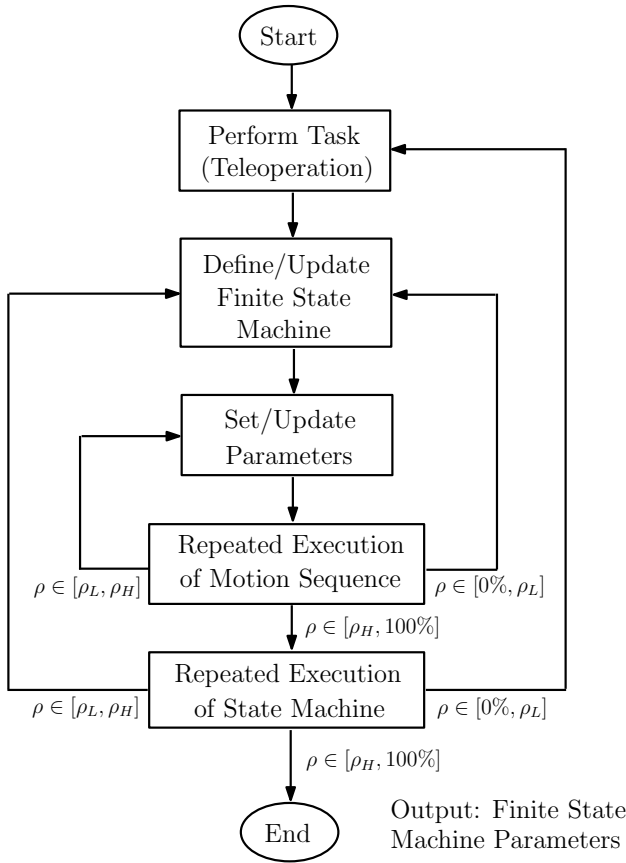 Start
Perform Task
(Teleoperation)
Define/Update
Finite State
Machine
Set/Update
Parameters
Repeated Execution
of Motion Sequence
ρ ∈ [ρ_L, ρ_H]
ρ ∈ [0%, ρ_L]
ρ ∈ [ρ_H, 100%]
Repeated Execution
of State Machine
ρ ∈ [ρ_L, ρ_H]
ρ ∈ [0%, ρ_L]
ρ ∈ [ρ_H, 100%]
End
Output: Finite State
Machine Parameters